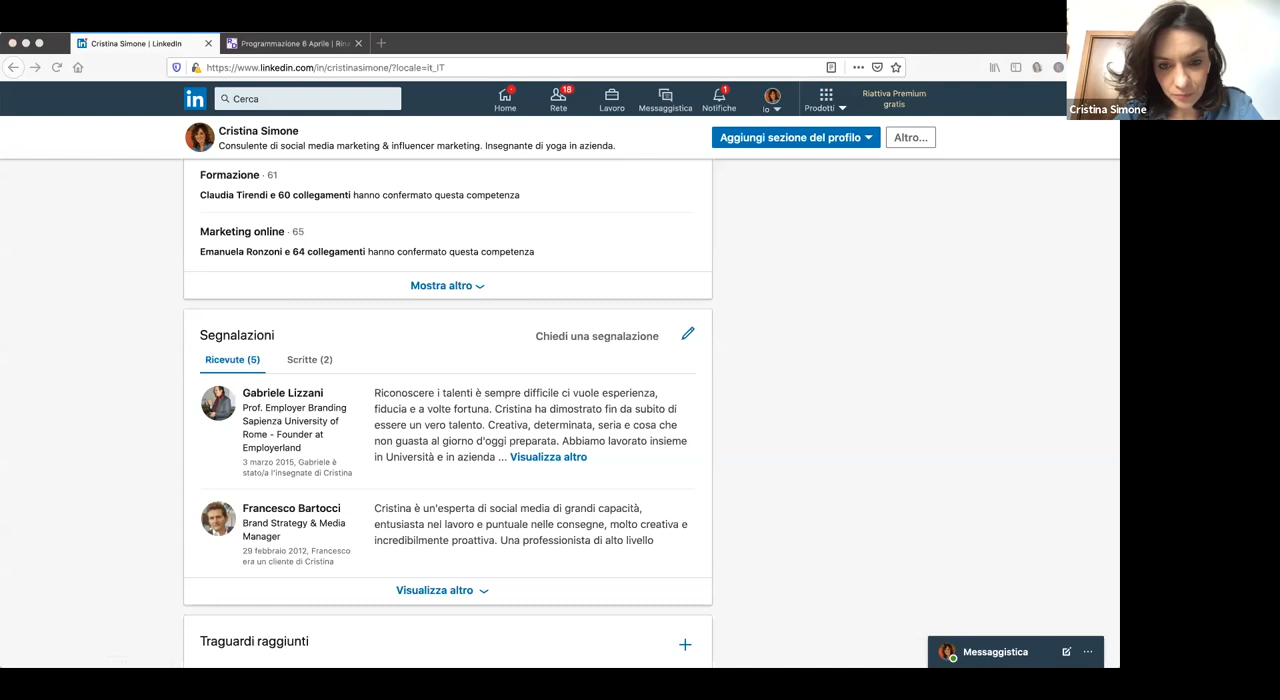 Cristina Simone | LinkedIn
Programmazione 6 Aprile | Rin
https://www.linkedin.com/in/cristinasimone/?locale=it_IT
in
Cerca
Home
18
Rete
Lavoro
Messaggistica
1
Notifiche
Io
Prodotti
Riattiva Premium
gratis
Cristina Simone
Cristina Simone
Consulente di social media marketing & influencer marketing. Insegnante di yoga in azienda.
Aggiungi sezione del profilo
Altro...
Formazione · 61
Claudia Tirendi e 60 collegamenti hanno confermato questa competenza
Marketing online · 65
Emanuela Ronzoni e 64 collegamenti hanno confermato questa competenza
Mostra altro
Segnalazioni
Chiedi una segnalazione
Ricevute (5)
Scritte (2)
Gabriele Lizzani
Prof. Employer Branding
Sapienza University of
Rome - Founder at
Employerland
3 marzo 2015, Gabriele è
stato/a l'insegnate di Cristina
Riconoscere i talenti è sempre difficile ci vuole esperienza,
fiducia e a volte fortuna. Cristina ha dimostrato fin da subito di
essere un vero talento. Creativa, determinata, seria e cosa che
non guasta al giorno d'oggi preparata. Abbiamo lavorato insieme
in Università e in azienda ... Visualizza altro
Francesco Bartocci
Brand Strategy & Media
Manager
29 febbraio 2012, Francesco
era un cliente di Cristina
Cristina è un'esperta di social media di grandi capacità,
entusiasta nel lavoro e puntuale nelle consegne, molto creativa e
incredibilmente proattiva. Una professionista di alto livello
Visualizza altro
Traguardi raggiunti
Messaggistica